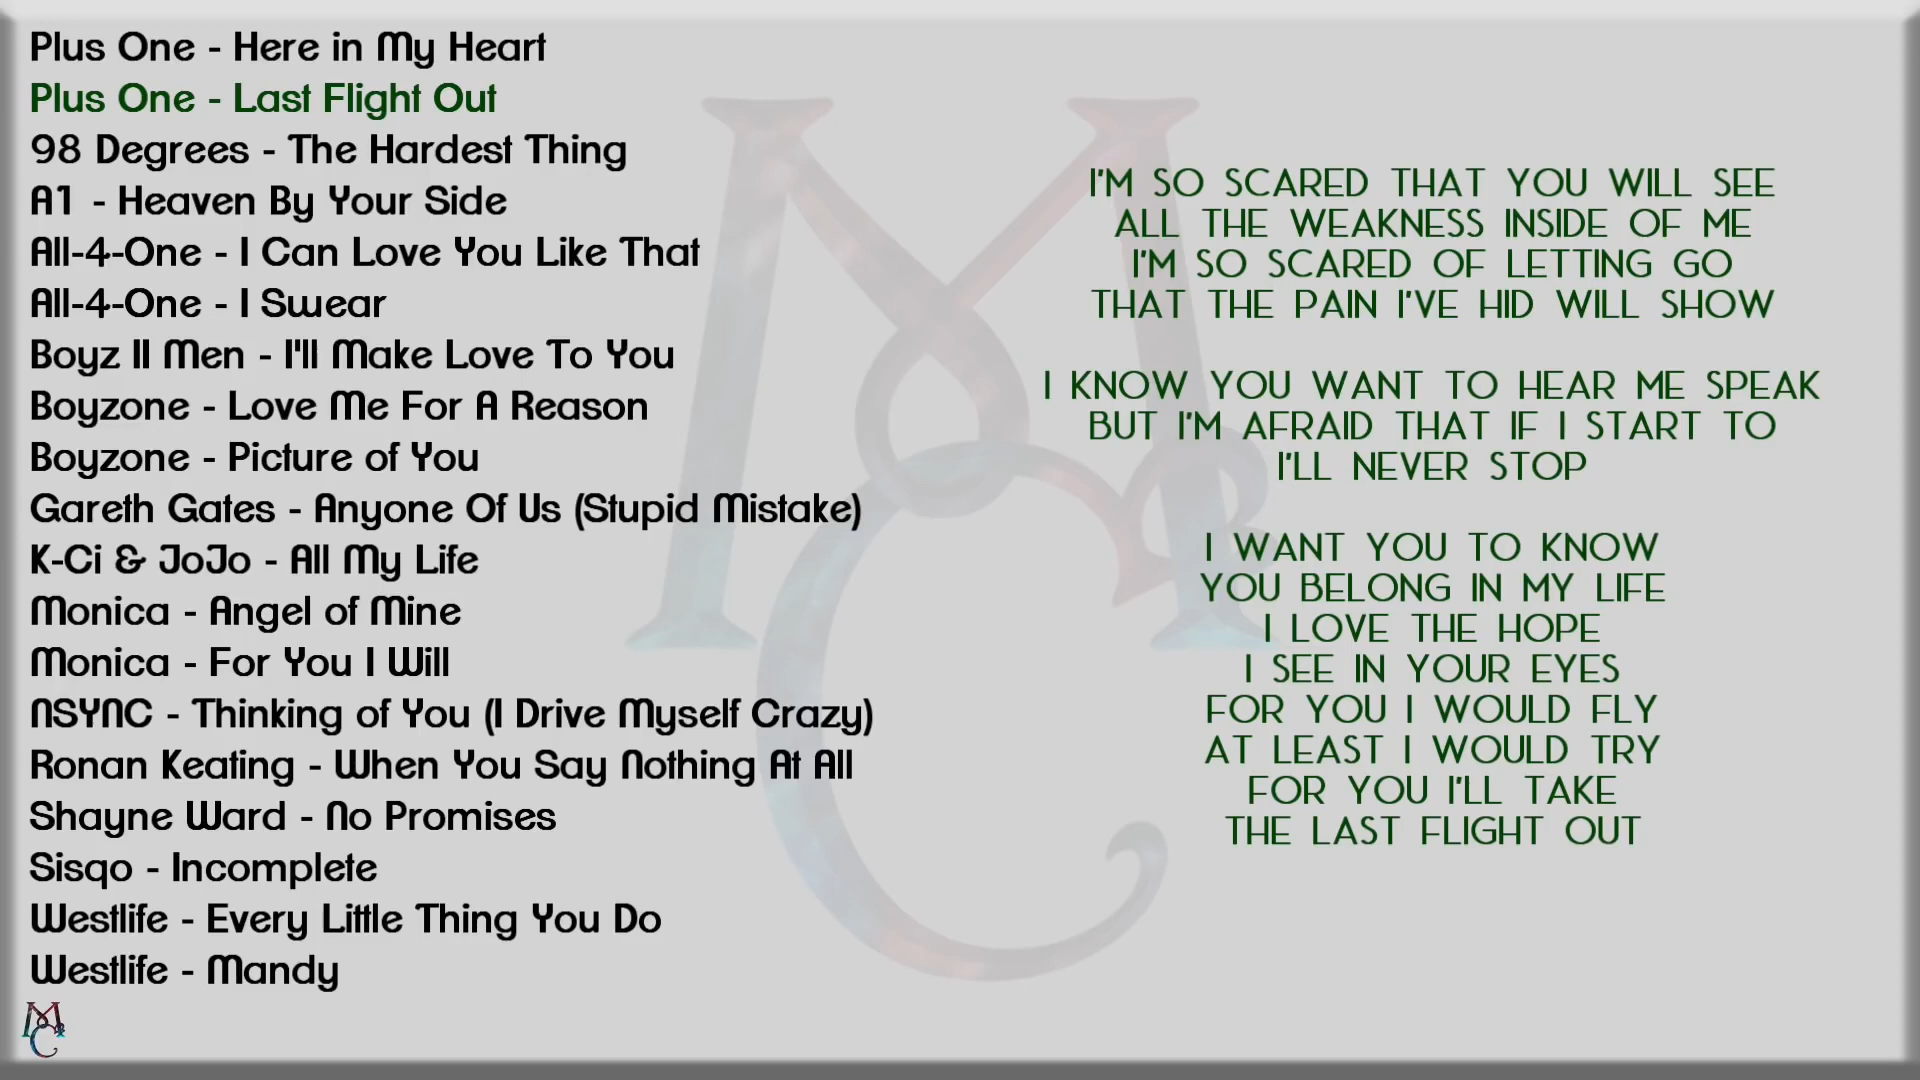 Plus One - Here in My Heart
Plus One - Last Flight Out
98 Degrees - The Hardest Thing
A1 - Heaven By Your Side
All-4-One - I Can Love You Like That
All-4-One - I Swear
Boyz II Men - I'll Make Love To You
Boyzone - Love Me For A Reason
Boyzone - Picture of You
Gareth Gates - Anyone Of Us (Stupid Mistake)
K-Ci & JoJo - All My Life
Monica - Angel of Mine
Monica - For You I Will
NSYNC - Thinking of You (I Drive Myself Crazy)
Ronan Keating - When You Say Nothing At All
Shayne Ward - No Promises
Sisqo - Incomplete
Westlife - Every Little Thing You Do
Westlife - Mandy
I'M SO SCARED THAT YOU WILL SEE
ALL THE WEAKNESS INSIDE OF ME
I'M SO SCARED OF LETTING GO
THAT THE PAIN I'VE HID WILL SHOW
I KNOW YOU WANT TO HEAR ME SPEAK
BUT I'M AFRAID THAT IF I START TO
I'LL NEVER STOP
I WANT YOU TO KNOW
YOU BELONG IN MY LIFE
I LOVE THE HOPE
I SEE IN YOUR EYES
FOR YOU I WOULD FLY
AT LEAST I WOULD TRY
FOR YOU I'LL TAKE
THE LAST FLIGHT OUT